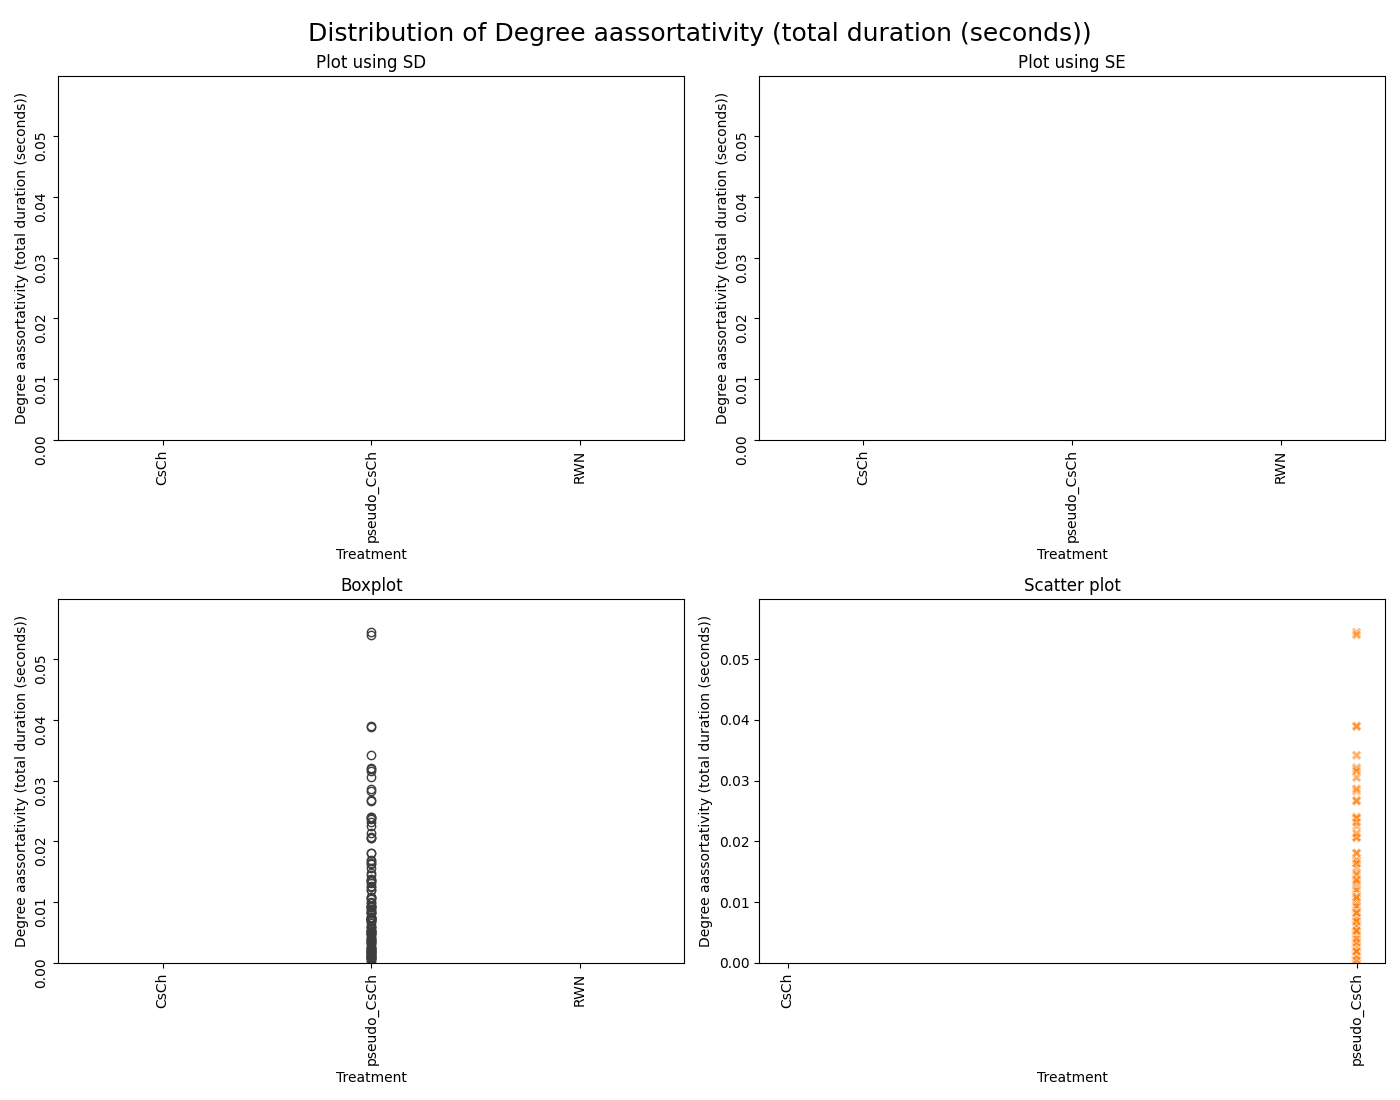 Distribution of Degree aassortativity (total duration (seconds))
Plot using SD
Degree aassortativity (total duration (seconds))
0.05
0.04
0.03
0.02
0.01
0.00
CsCh
pseudo_CsCh
RWN
Treatment
Plot using SE
Degree aassortativity (total duration (seconds))
0.05
0.04
0.03
0.02
0.01
0.00
CsCh
pseudo_CsCh
RWN
Treatment
Boxplot
Degree aassortativity (total duration (seconds))
0.05
0.04
0.03
0.02
0.01
0.00
CsCh
pseudo_CsCh
RWN
Treatment
Scatter plot
Degree aassortativity (total duration (seconds))
0.05
0.04
0.03
0.02
0.01
0.00
CsCh
pseudo_CsCh
Treatment